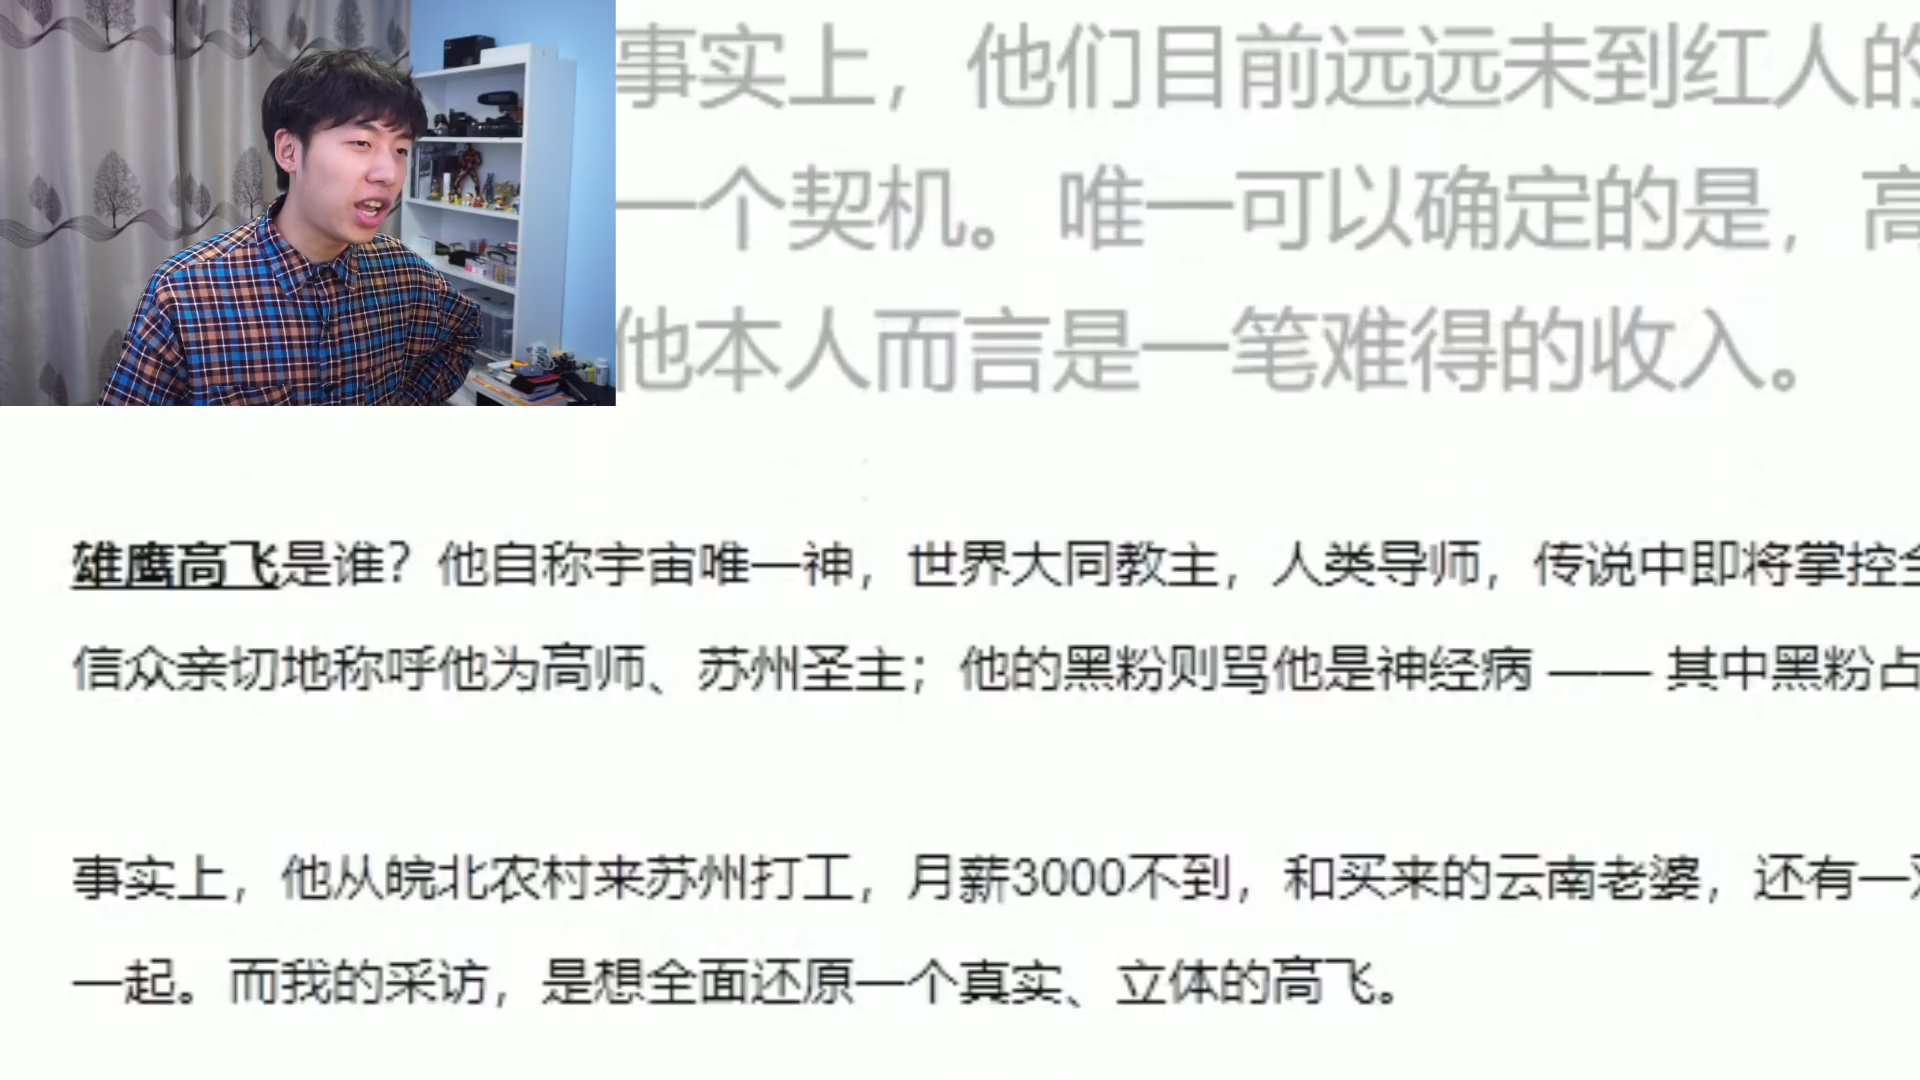 事实上，他们目前远远未到红人的
一个契机。唯一可以确定的是，高
他本人而言是一笔难得的收入。
雄鹰高飞是谁？他自称宇宙唯一神，世界大同教主，人类导师，传说中即将掌控全
信众亲切地称呼他为高师、苏州圣主；他的黑粉则骂他是神经病 —— 其中黑粉占
事实上，他从皖北农村来苏州打工，月薪3000不到，和买来的云南老婆，还有一
一起。而我的采访，是想全面还原一个真实、立体的高飞。